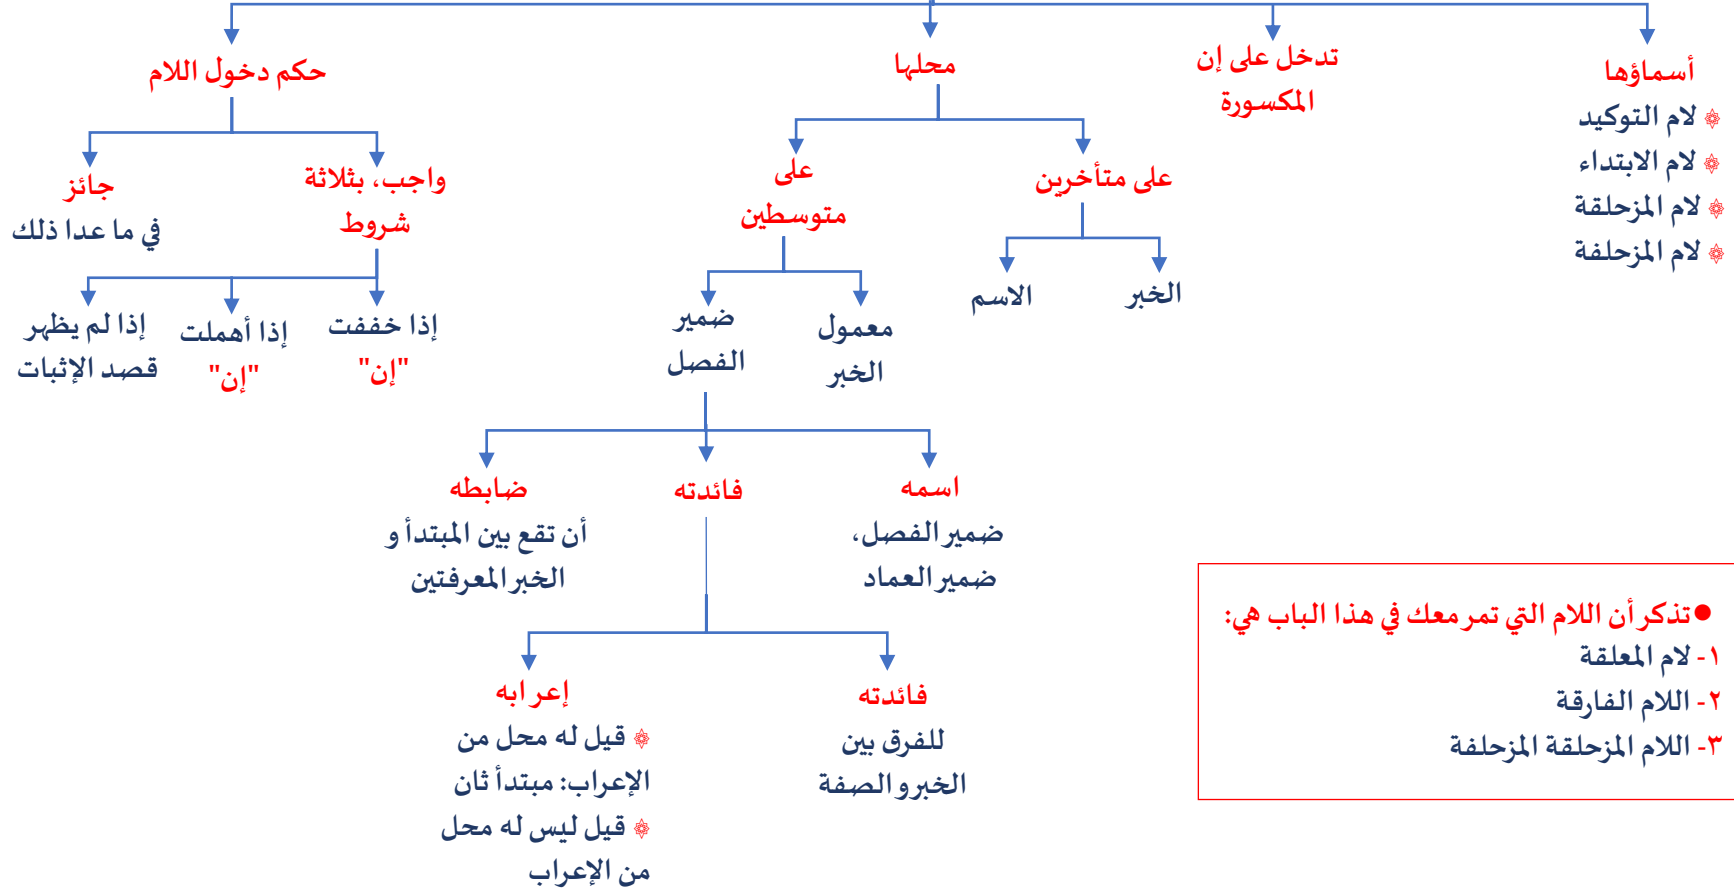 أسماؤها
لام التوكيد
لام الابتداء
لام المزحلقة
لام المزحلفة
تدخل على إن
المكسورة
محلها
على متأخرين
الخبر
الاسم
على
متوسطين
معمول
الخبر
ضمير
الفصل
اسمه
ضمير الفصل،
ضمير العماد
فائدته
فائدته
للفرق بين
الخبر و الصفة
إعرابه
قيل له محل من
الإعراب: مبتدأ ثان
قيل ليس له محل
من الإعراب
ضابطه
أن تقع بين المبتدأ و
الخبر المعرفتين
حكم دخول اللام
واجب، بثلاثة
شروط
إذا خففت
"إن"
إذا أهملت
"إن"
إذا لم يظهر
قصد الإثبات
جائز
في ما عدا ذلك
● تذكر أن اللام التي تمر معك في هذا الباب هي:
١- لام المعلقة
٢- اللام الفارقة
٣- اللام المزحلقة المزحلفة